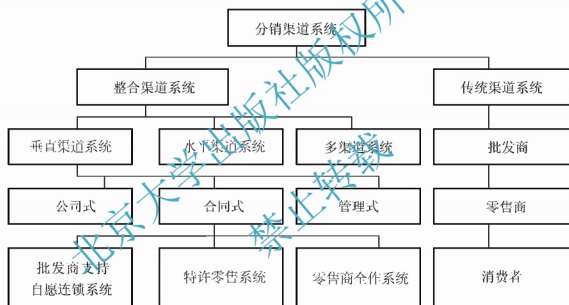 分销渠道系统
整合渠道系统
传统渠道系统
垂直渠道系统
水平渠道系统
多渠道系统
批发商
公司式
合同式
管理式
零售商
批发商支持
自愿连锁系统
特许零售系统
零售商合作系统
消费者
北京大学出版社版权所
禁止转载